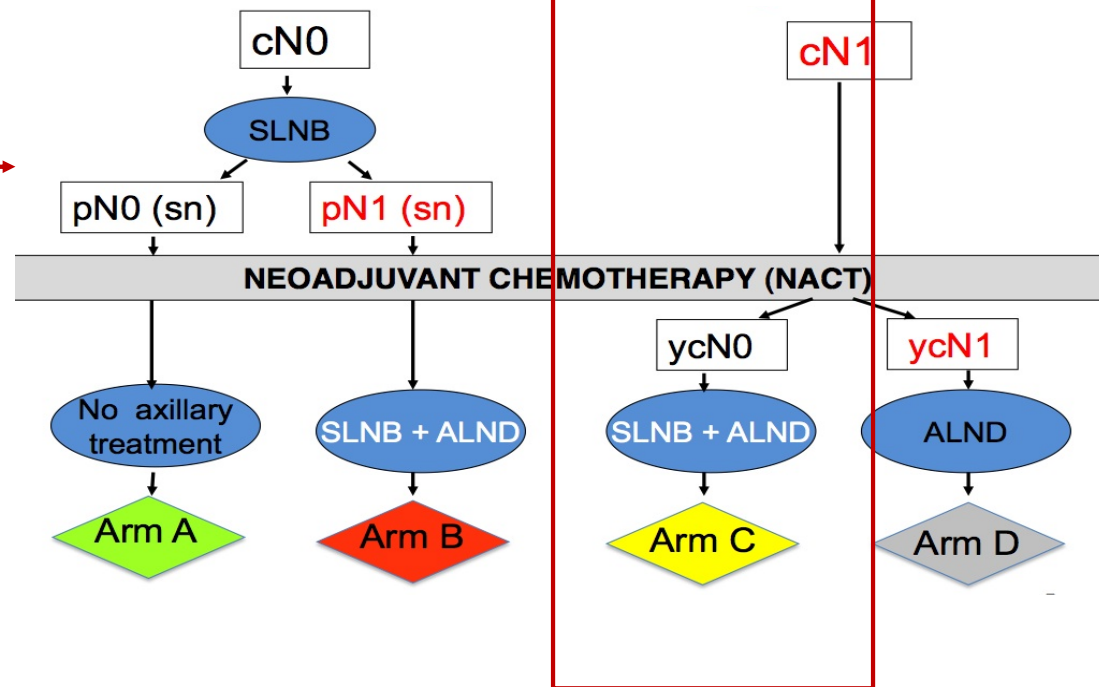 cN0
cN1
SLNB
pN0 (sn)
pN1 (sn)
NEOADJUVANT CHEMOTHERAPY (NACT)
ycN0
ycN1
No axillary
treatment
SLNB + ALND
SLNB + ALND
ALND
Arm A
Arm B
Arm C
Arm D